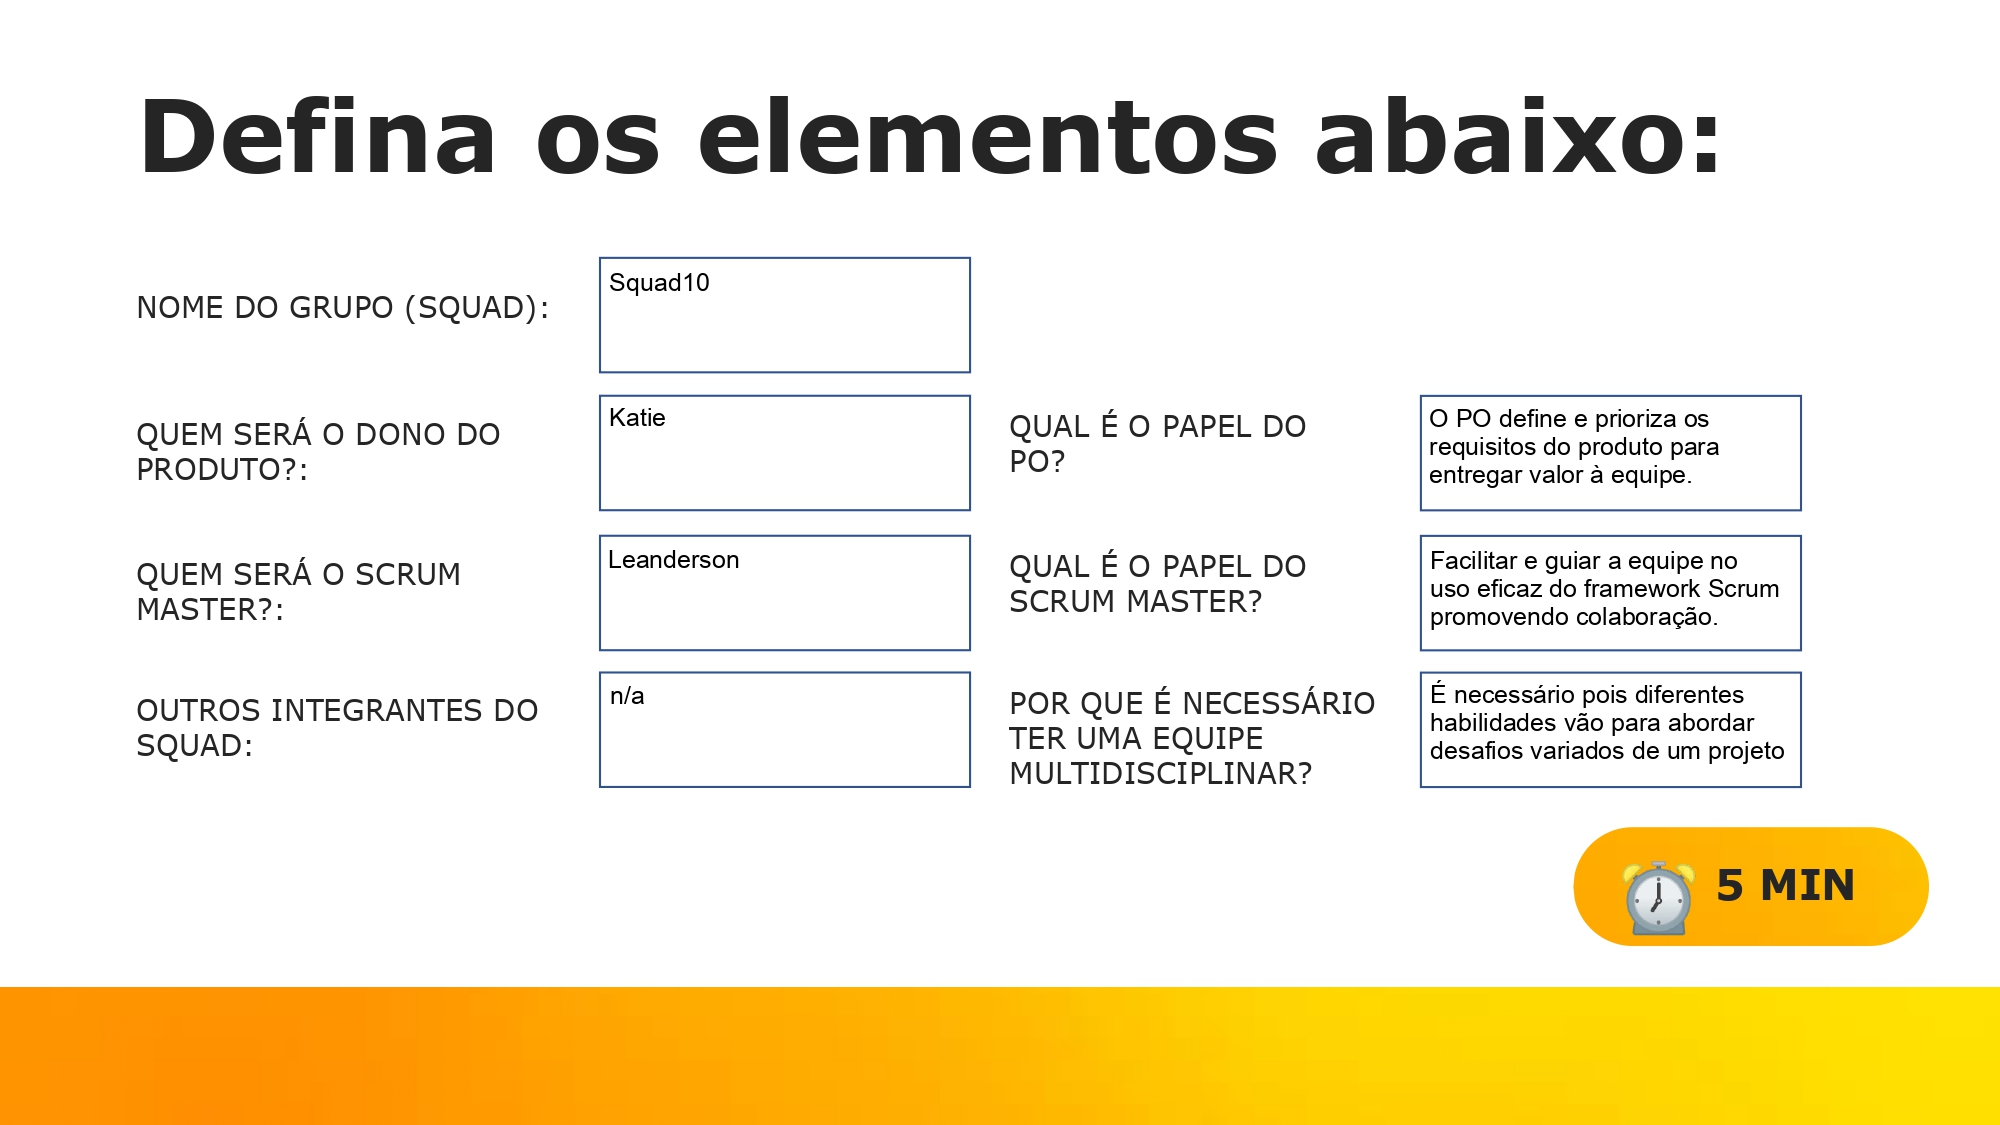 Defina os elementos abaixo:
NOME DO GRUPO (SQUAD):
Squad10
QUEM SERÁ O DONO DO
PRODUTO?:
Katie
QUAL É O PAPEL DO
PO?
O PO define e prioriza os
requisitos do produto para
entregar valor à equipe.
QUEM SERÁ O SCRUM
MASTER?:
Leanderson
QUAL É O PAPEL DO
SCRUM MASTER?
Facilitar e guiar a equipe no
uso eficaz do framework Scrum
promovendo colaboração.
OUTROS INTEGRANTES DO
SQUAD:
n/a
POR QUE É NECESSÁRIO
TER UMA EQUIPE
MULTIDISCIPLINAR?
É necessário pois diferentes
habilidades vão para abordar
desafios variados de um projeto
5 MIN